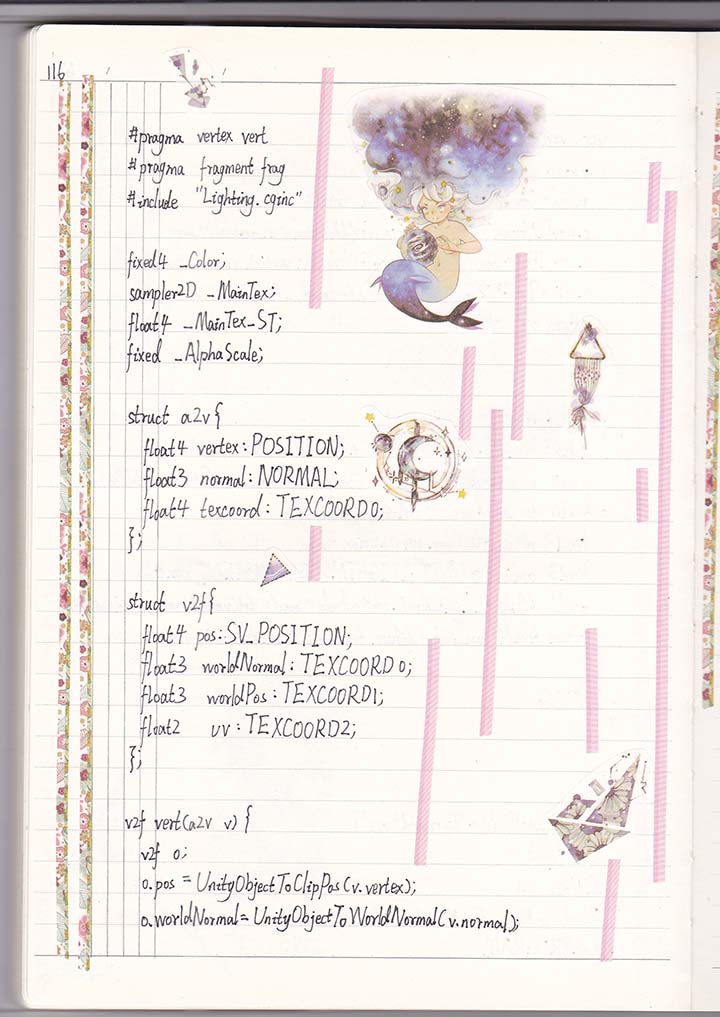 116
#pragma vertex vert
#pragma fragment frag
#include "Lighting.cginc"
fixed4 _Color;
sampler2D _MainTex;
float4 _MainTex_ST;
fixed _AlphaScale;
struct a2v {
float4 vertex : POSITION;
float3 normal : NORMAL;
float4 texcoord : TEXCOORD0;
};
struct v2f {
float4 pos : SV_POSITION;
float3 worldNormal : TEXCOORD0;
float3 worldPos : TEXCOORD1;
float2 uv : TEXCOORD2;
};
v2f vert(a2v v) {
v2f o;
o.pos = UnityObjectToClipPos(v.vertex);
o.worldNormal = UnityObjectToWorldNormal(v.normal);